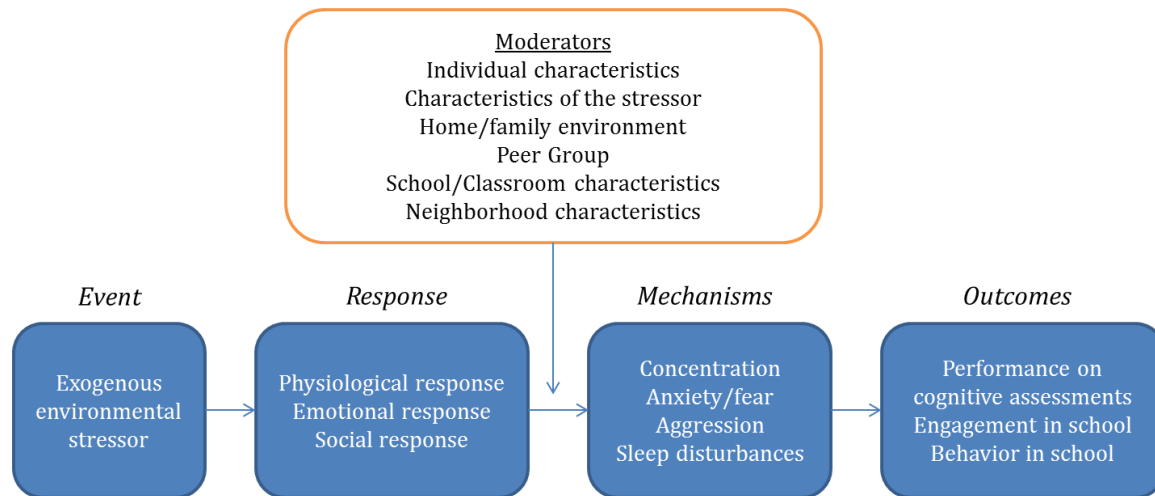 Moderators
Individual characteristics
Characteristics of the stressor
Home/family environment
Peer Group
School/Classroom characteristics
Neighborhood characteristics
Event
Response
Mechanisms
Outcomes
Exogenous
environmental
stressor
Physiological response
Emotional response
Social response
Concentration
Anxiety/fear
Aggression
Sleep disturbances
Performance on
cognitive assessments
Engagement in school
Behavior in school